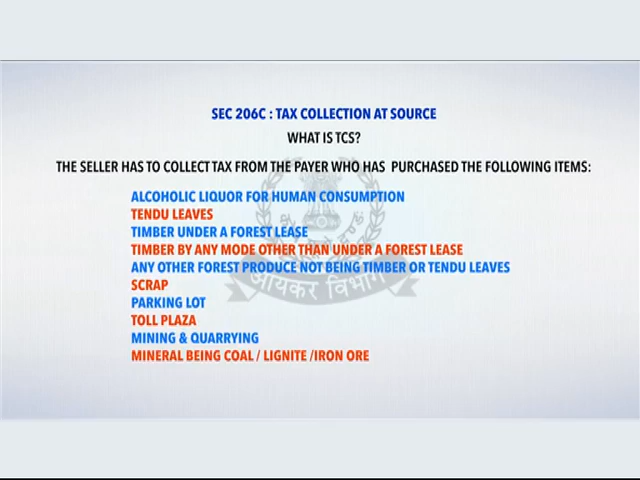 SEC 206C : TAX COLLECTION AT SOURCE
WHAT IS TCS?
THE SELLER HAS TO COLLECT TAX FROM THE PAYER WHO HAS PURCHASED THE FOLLOWING ITEMS:
ALCOHOLIC LIQUOR FOR HUMAN CONSUMPTION
TENDU LEAVES
TIMBER UNDER A FOREST LEASE
TIMBER BY ANY MODE OTHER THAN UNDER A FOREST LEASE
ANY OTHER FOREST PRODUCE NOT BEING TIMBER OR TENDU LEAVES
SCRAP
PARKING LOT
TOLL PLAZA
MINING & QUARRYING
MINERAL BEING COAL / LIGNITE /IRON ORE
आयकर विभाग